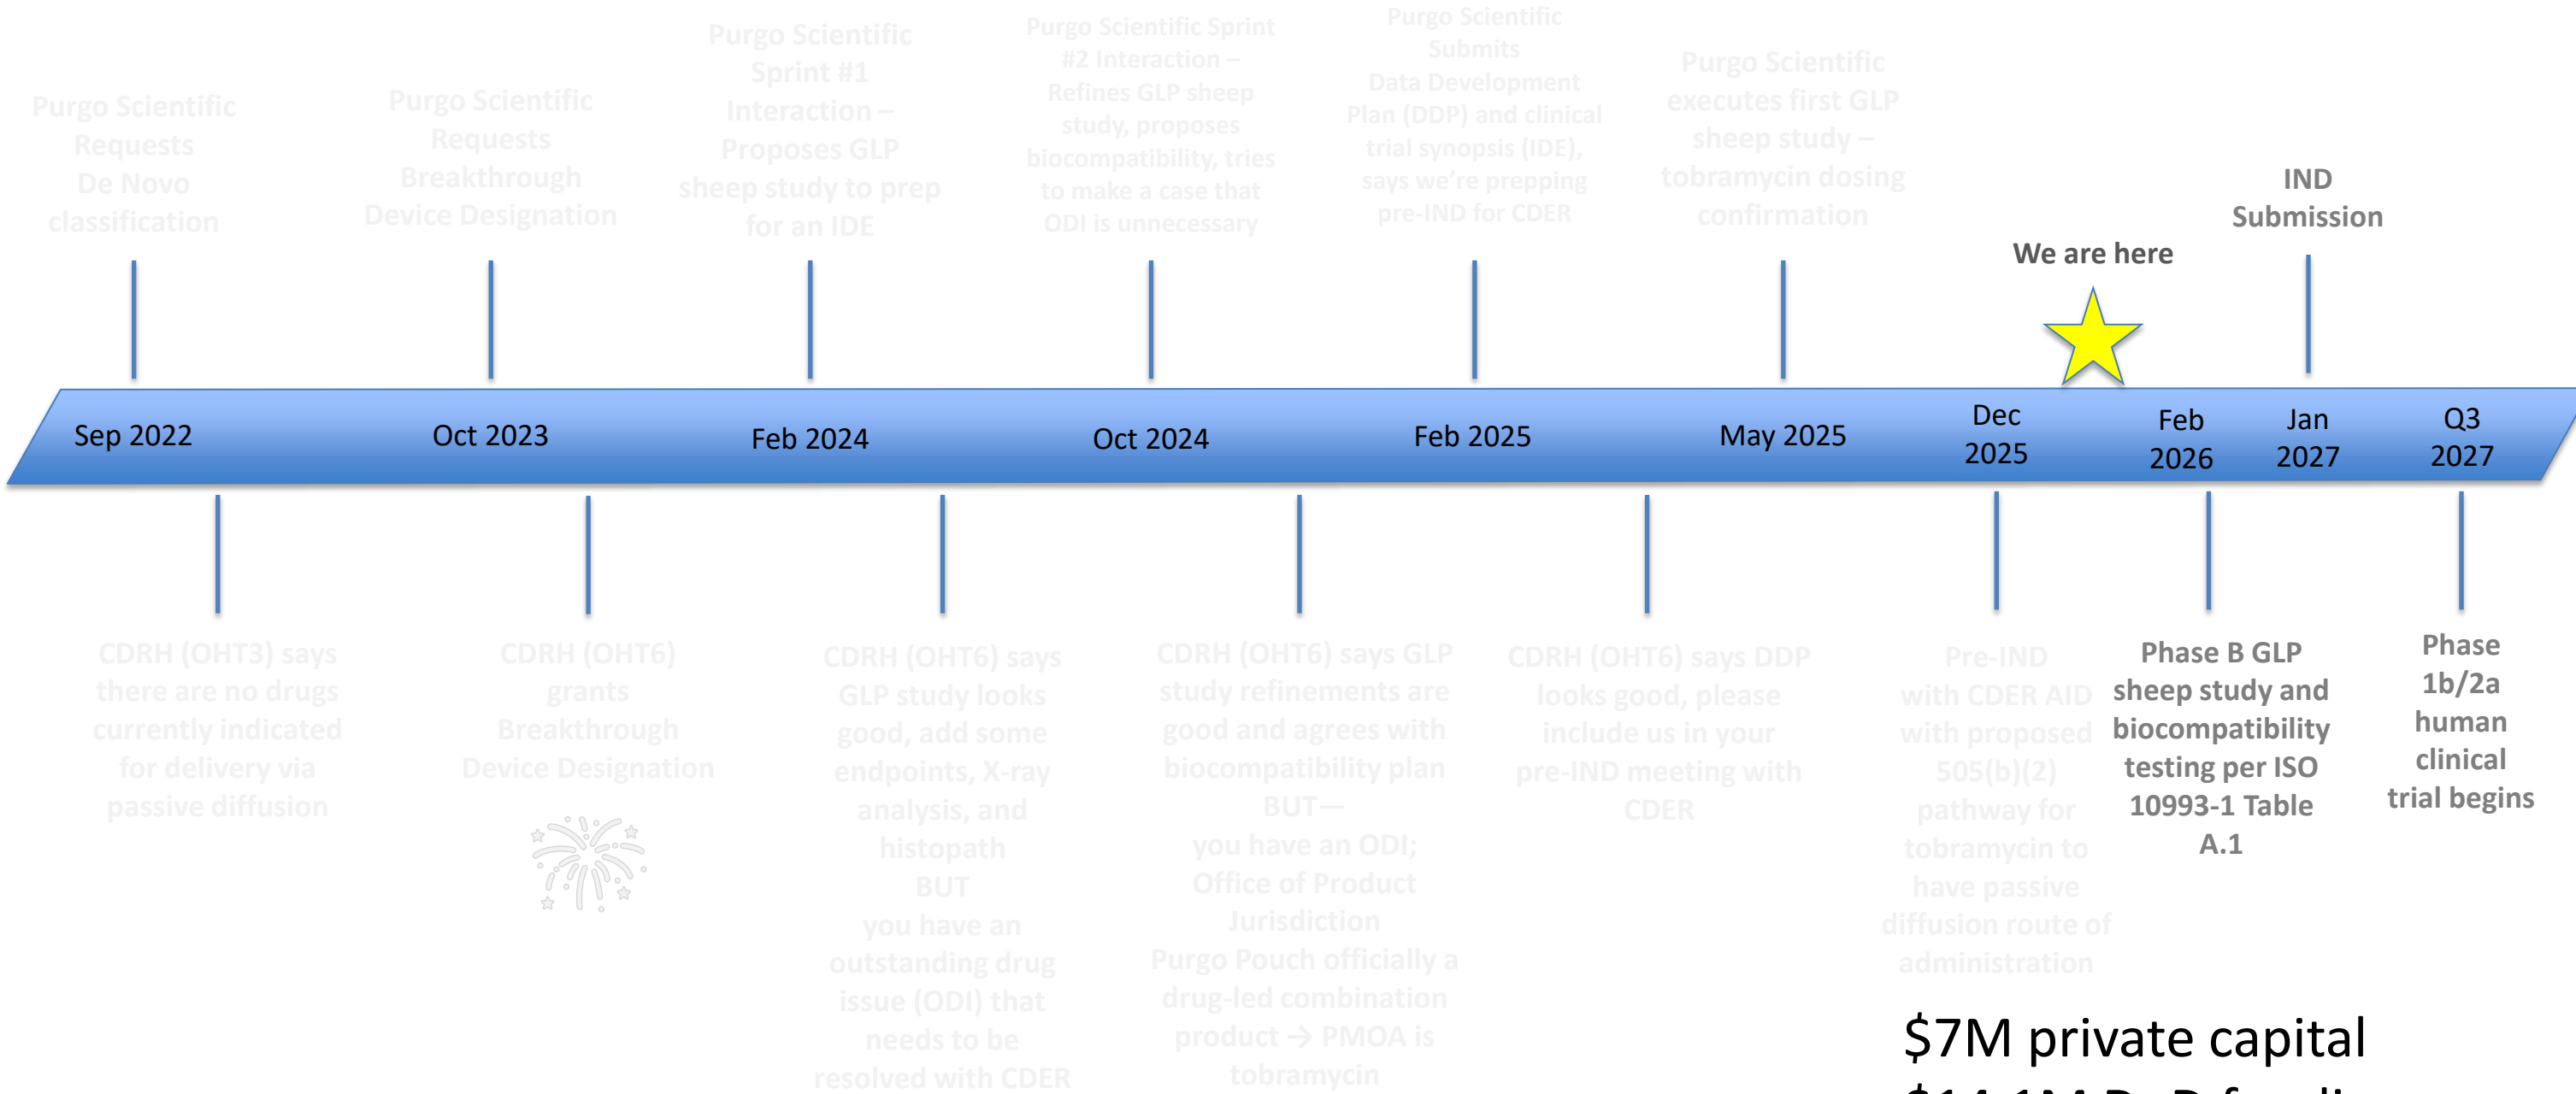 Purgo Scientific
Requests
De Novo
classification
Purgo Scientific
Requests
Breakthrough
Device Designation
Purgo Scientific
Sprint #1
Interaction –
Proposes GLP
sheep study to prep
for an IDE
Purgo Scientific Sprint
#2 Interaction –
Refines GLP sheep
study, proposes
biocompatibility, tries
to make a case that
ODI is unnecessary
Purgo Scientific
Submits
Data Development
Plan (DDP) and clinical
trial synopsis (IDE),
says we're prepping
pre-IND for CDER
Purgo Scientific
executes first GLP
sheep study –
tobramycin dosing
confirmation
We are here
IND
Submission
Sep 2022
Oct 2023
Feb 2024
Oct 2024
Feb 2025
May 2025
Dec
2025
Feb
2026
Jan
2027
Q3
2027
CDRH (OHT3) says
there are no drugs
currently indicated
for delivery via
passive diffusion
CDRH (OHT6)
grants
Breakthrough
Device Designation
CDRH (OHT6) says
GLP study looks
good, add some
endpoints, X-ray
analysis, and
histopath
BUT
you have an
outstanding drug
issue (ODI) that
needs to be
resolved with CDER
CDRH (OHT6) says GLP
study refinements are
good and agrees with
biocompatibility plan
BUT—
you have an ODI;
Office of Product
Jurisdiction
Purgo Pouch officially a
drug-led combination
product → PMOA is
tobramycin
CDRH (OHT6) says DDP
looks good, please
include us in your
pre-IND meeting with
CDER
Pre-IND
with CDER AID
with proposed
505(b)(2)
pathway for
tobramycin to
have passive
diffusion route of
administration
Phase B GLP
sheep study and
biocompatibility
testing per ISO
10993-1 Table
A.1
Phase
1b/2a
human
clinical
trial begins
$7M private capital